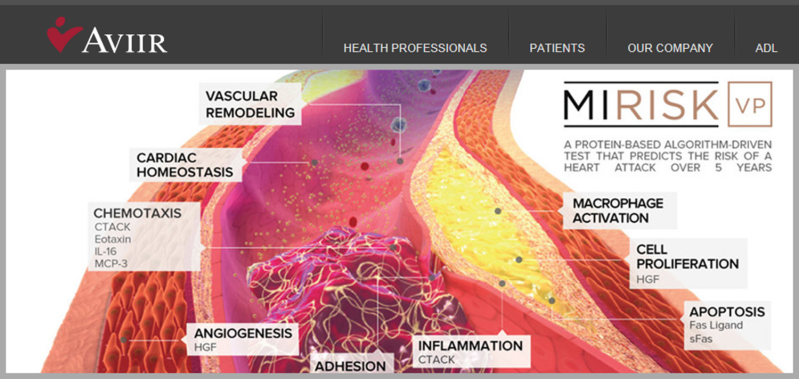 AVIIR
HEALTH PROFESSIONALS
PATIENTS
OUR COMPANY
ADL
VASCULAR
REMODELING
MIRISK VP
A PROTEIN-BASED ALGORITHM-DRIVEN
TEST THAT PREDICTS THE RISK OF A
HEART ATTACK OVER 5 YEARS
CARDIAC
HOMEOSTASIS
CHEMOTAXIS
CTACK
Eotaxin
IL-16
MCP-3
MACROPHAGE
ACTIVATION
CELL
PROLIFERATION
HGF
APOPTOSIS
Fas Ligand
sFas
ANGIOGENESIS
HGF
INFLAMMATION
CTACK
ADHESION